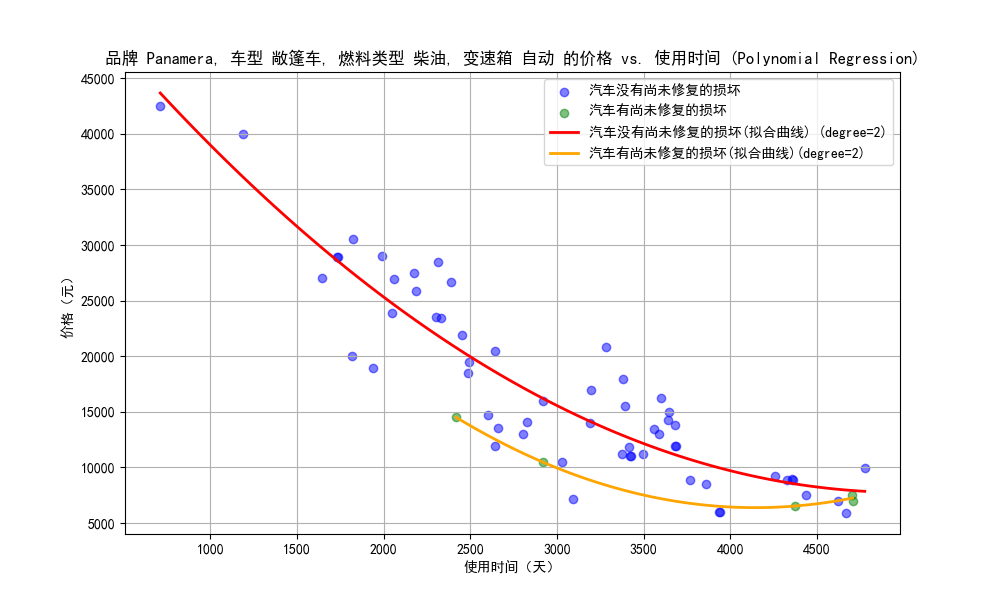 品牌 Panamera, 车型 敞篷车, 燃料类型 柴油, 变速箱 自动 的价格 vs. 使用时间 (Polynomial Regression)
45000
40000
35000
30000
25000
20000
15000
10000
5000
价格（元）
汽车没有尚未修复的损坏
汽车有尚未修复的损坏
汽车没有尚未修复的损坏(拟合曲线) (degree=2)
汽车有尚未修复的损坏(拟合曲线)(degree=2)
1000 1500 2000 2500 3000 3500 4000 4500
使用时间（天）